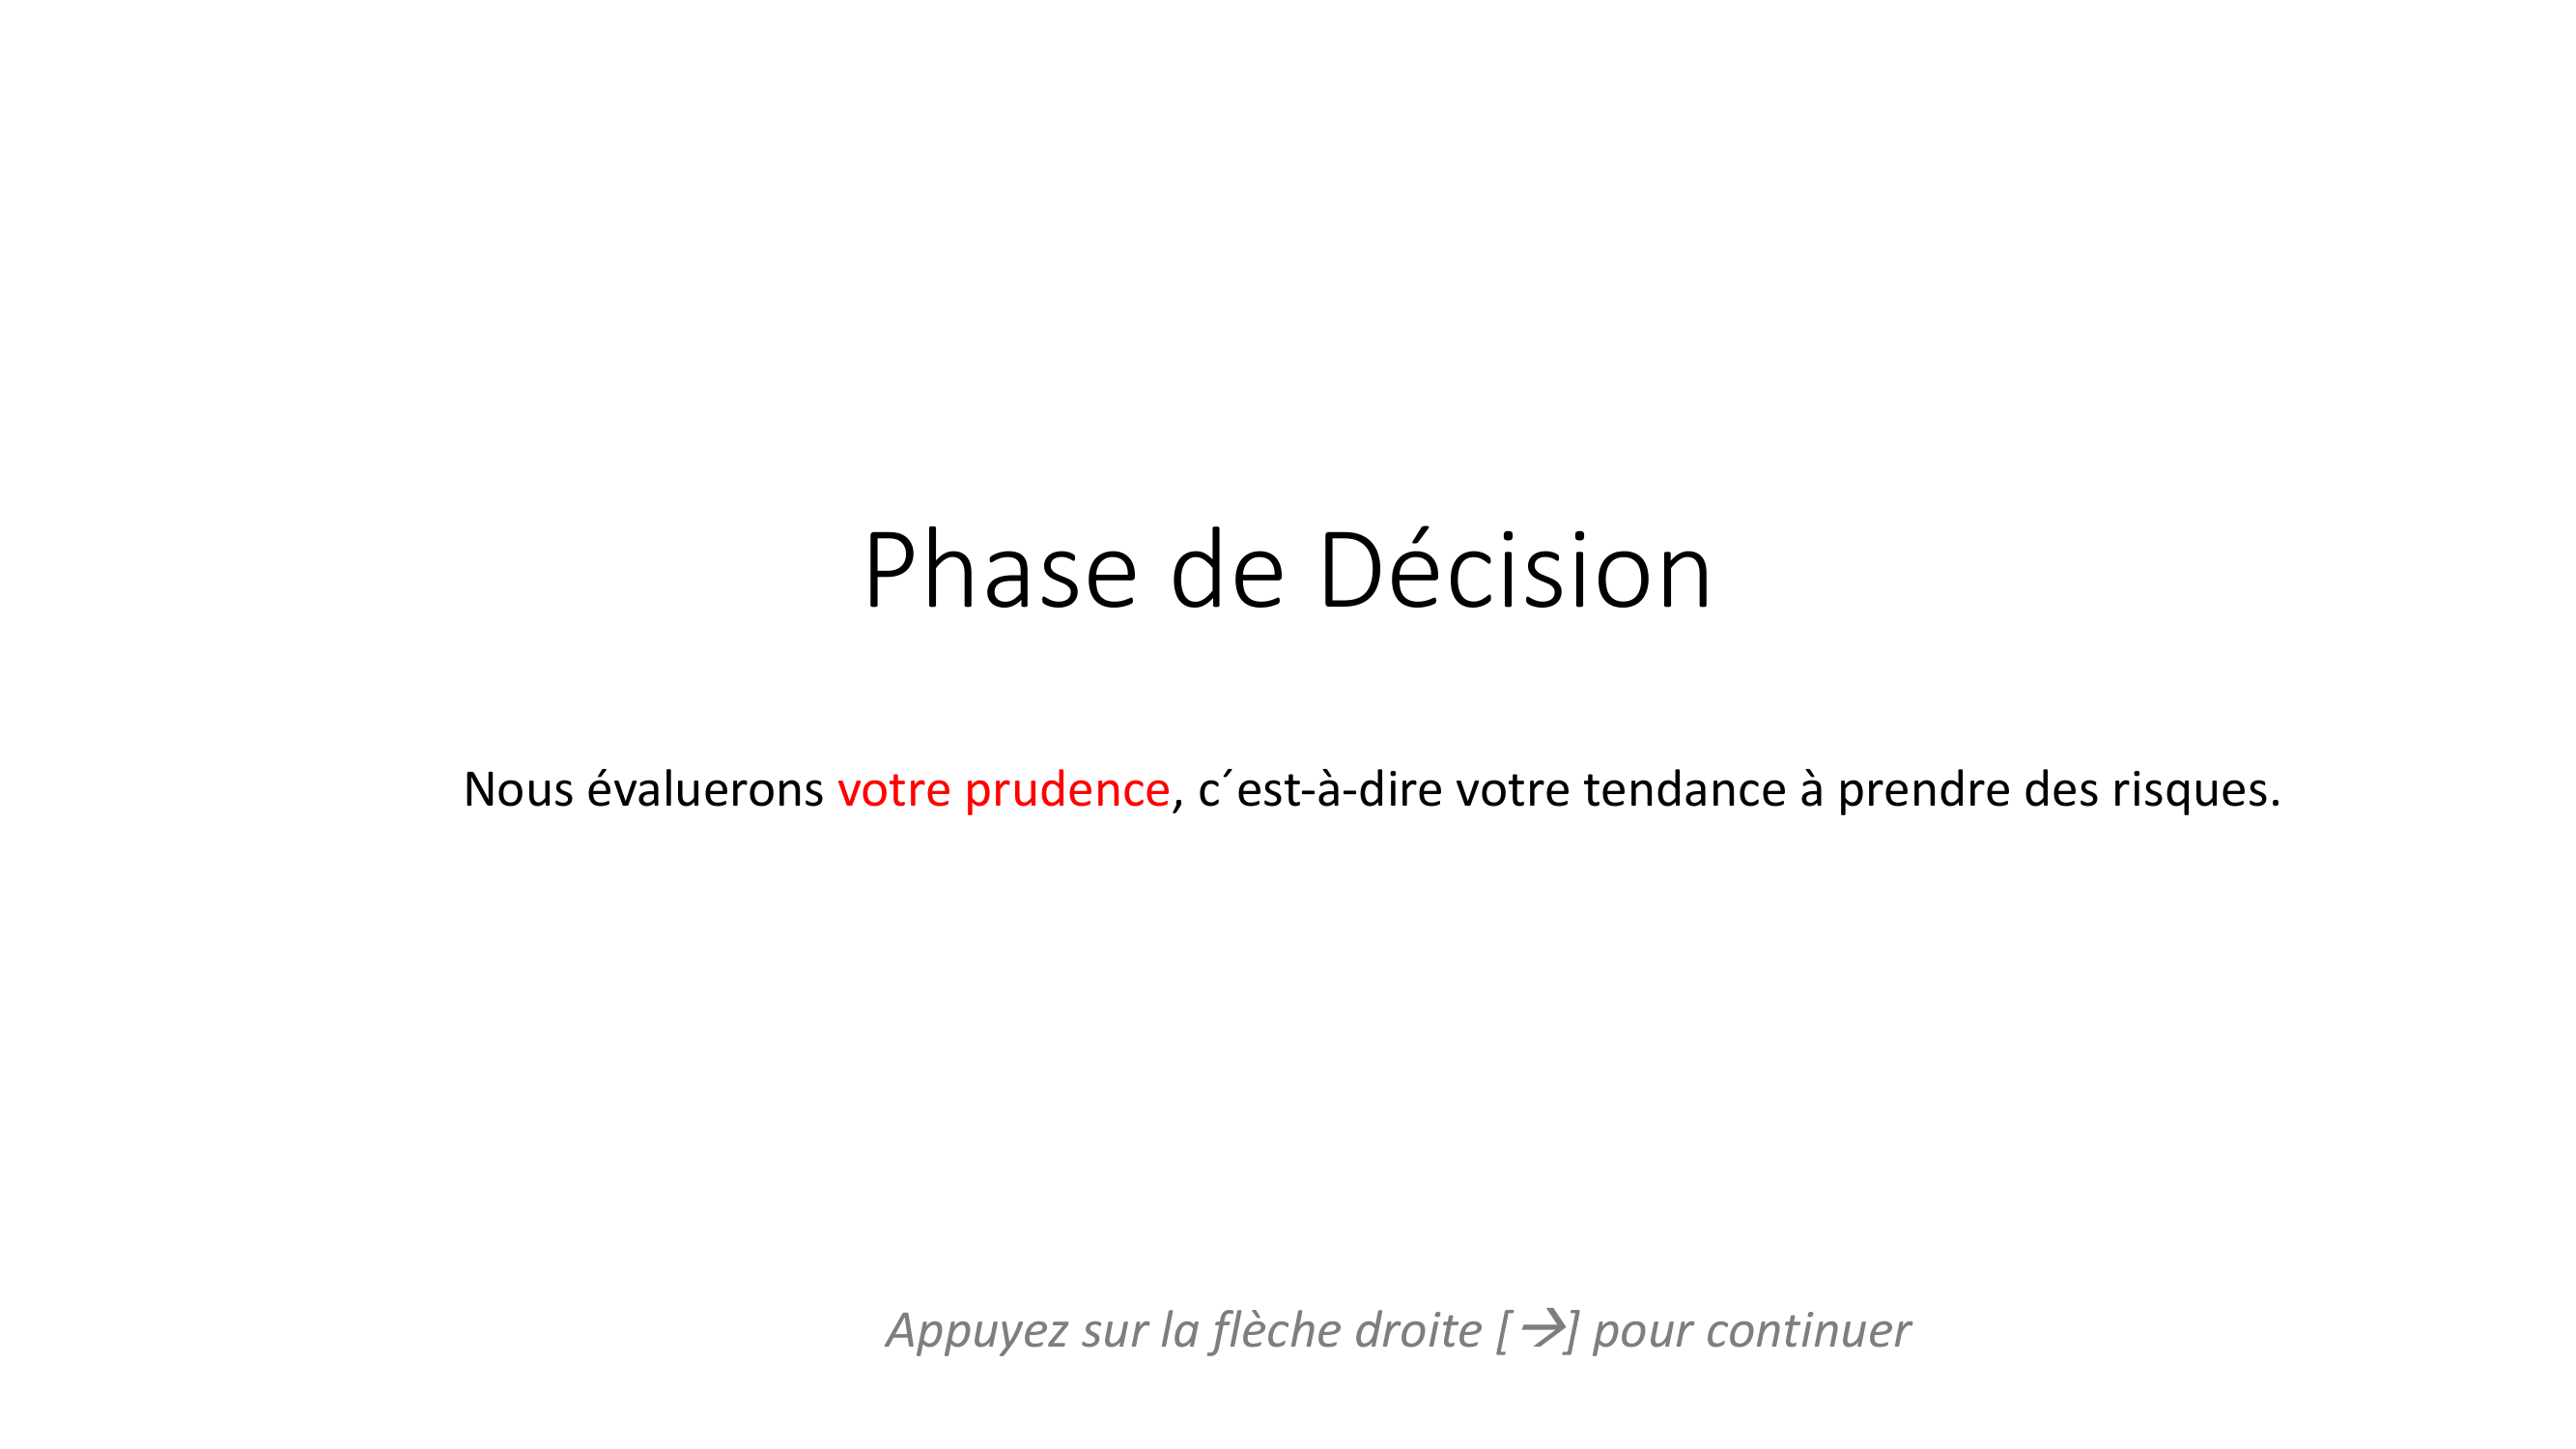 Phase de Décision
Nous évaluerons votre prudence, c´est-à-dire votre tendance à prendre des risques.
Appuyez sur la flèche droite [→] pour continuer